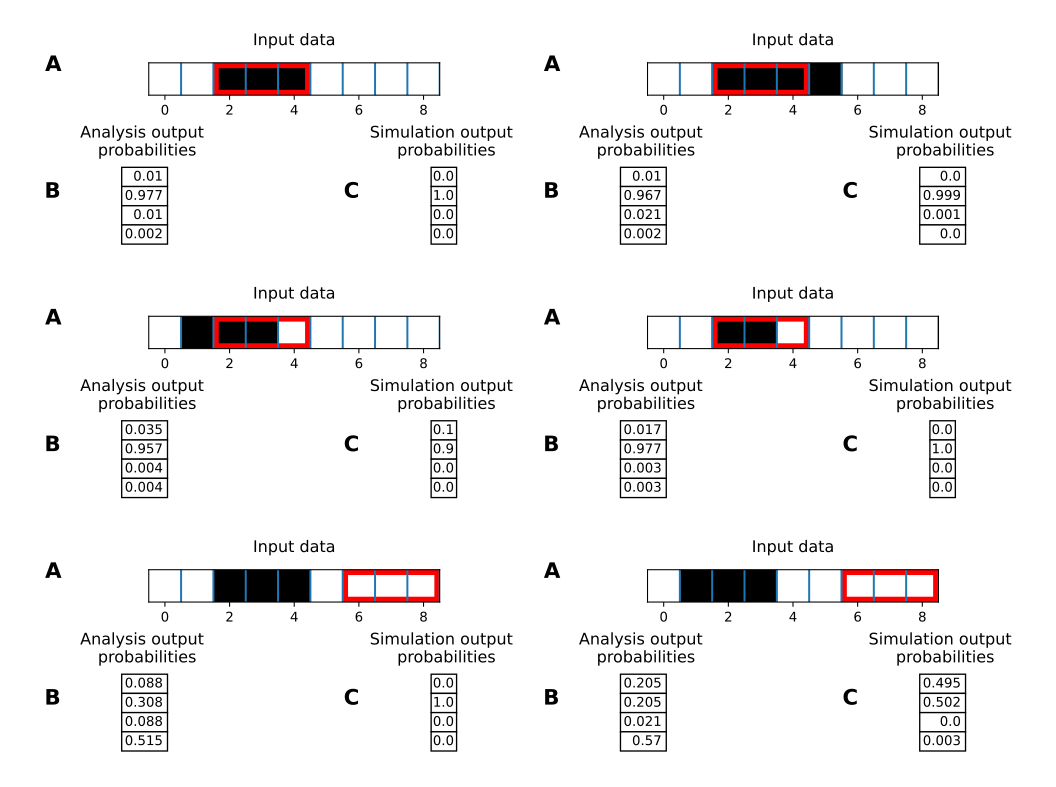 Input data
A
0 2 4 6 8
Analysis output
probabilities
Simulation output
probabilities
B
0.01
0.977
0.01
0.002
C
0.0
1.0
0.0
0.0
Input data
A
0 2 4 6 8
Analysis output
probabilities
Simulation output
probabilities
B
0.01
0.967
0.021
0.002
C
0.0
0.999
0.001
0.0
Input data
A
0 2 4 6 8
Analysis output
probabilities
Simulation output
probabilities
B
0.035
0.957
0.004
0.004
C
0.1
0.9
0.0
0.0
Input data
A
0 2 4 6 8
Analysis output
probabilities
Simulation output
probabilities
B
0.017
0.977
0.003
0.003
C
0.0
1.0
0.0
0.0
Input data
A
0 2 4 6 8
Analysis output
probabilities
Simulation output
probabilities
B
0.088
0.308
0.088
0.515
C
0.0
1.0
0.0
0.0
Input data
A
0 2 4 6 8
Analysis output
probabilities
Simulation output
probabilities
B
0.205
0.205
0.021
0.57
C
0.495
0.502
0.0
0.003